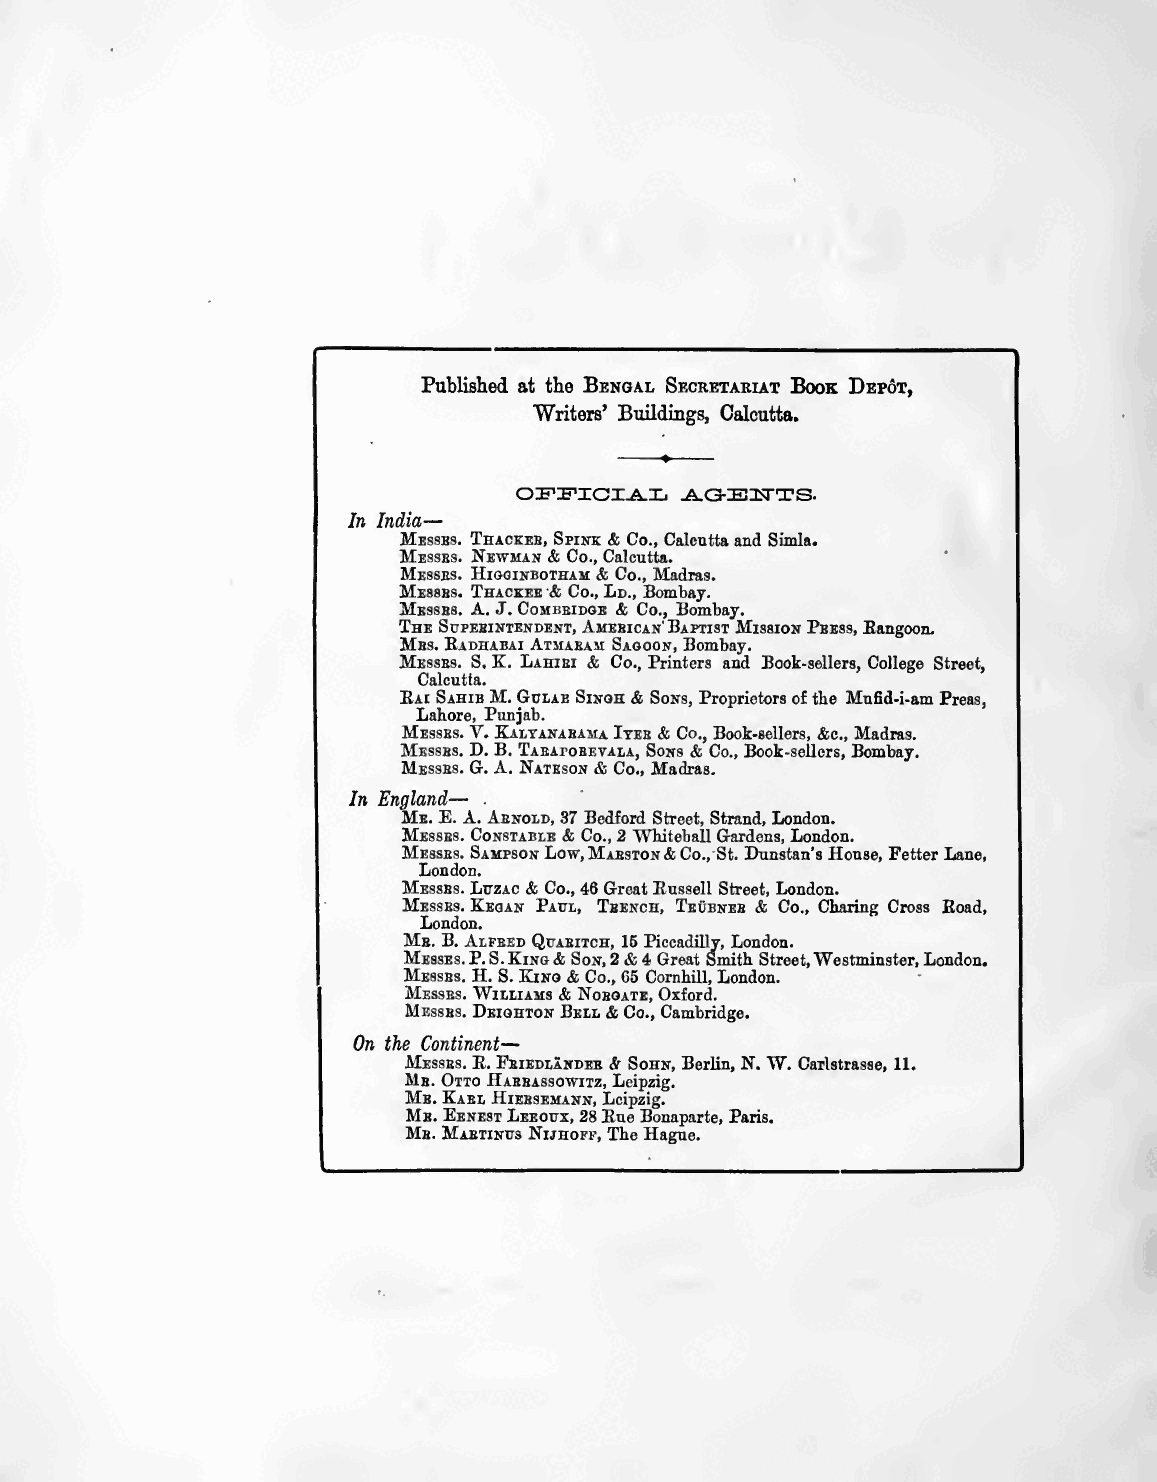 Published at the BENGAL SECRETARIAT BOOK DEPÔT,
Writers' Buildings, Calcutta.
OFFICIAL AGENTS.
In India—
MESSRS. THACKER, SPINK & Co., Calcutta and Simla.
MESSRS. NEWMAN & Co., Calcutta.
MESSRS. HIGGINBOTHAM & Co., Madras.
MESSRS. THACKER & Co., LD., Bombay.
MESSRS. A. J. COMBRIDGE & Co., Bombay.
THE SUPERINTENDENT, AMERICAN BAPTIST MISSION PRESS, Rangoon.
MRS. RADHABAI ATMARAM SAGOON, Bombay.
MESSRS. S. K. LAHIRI & Co., Printers and Book-sellers, College Street,
Calcutta.
RAI SAHIB M. GULAB SINGH & SONS, Proprietors of the Mufid-i-am Preas,
Lahore, Punjab.
MESSRS. V. KALYANARAMA IYER & Co., Book-sellers, &c., Madras.
MESSRS. D. B. TARAPOREVALA, SONS & Co., Book-sellers, Bombay.
MESSRS. G. A. NATESON & Co., Madras.
In England—
MR. E. A. ARNOLD, 37 Bedford Street, Strand, London.
MESSRS. CONSTABLE & Co., 2 Whitehall Gardens, London.
MESSRS. SAMPSON LOW, MARSTON & Co., St. Dunstan's House, Fetter Lane,
London.
MESSRS. LUZAC & Co., 46 Great Russell Street, London.
MESSRS. KEGAN PAUL, TRENCH, TRÜBNER & Co., Charing Cross Road,
London.
MR. B. ALFRED QUARITCH, 15 Piccadilly, London.
MESSRS. P. S. KING & SON, 2 & 4 Great Smith Street, Westminster, London.
MESSRS. H. S. KING & Co., 65 Cornhill, London.
MESSRS. WILLIAMS & NORGATE, Oxford.
MESSRS. DEIGHTON BELL & Co., Cambridge.
On the Continent—
MESSRS. R. FRIEDLÄNDER & SOHN, Berlin, N. W. Carlstrasse, 11.
MR. OTTO HARRASSOWITZ, Leipzig.
MR. KARL HIERSEMANN, Leipzig.
MR. ERNEST LEROUX, 28 Rue Bonaparte, Paris.
MR. MARTINUS NIJHOFF, The Hague.